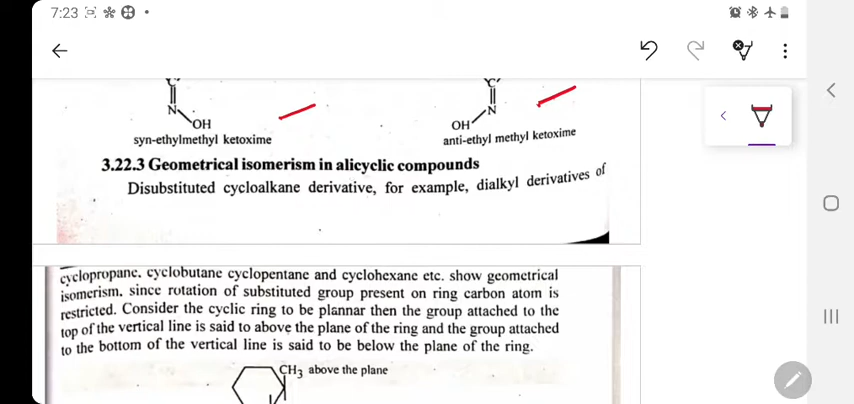 7:23
N
OH
syn-ethylmethyl ketoxime
N
OH
anti-ethyl methyl ketoxime
3.22.3 Geometrical isomerism in alicyclic compounds
Disubstituted cycloalkane derivative, for example, dialkyl derivatives of
cyclopropane, cyclobutane cyclopentane and cyclohexane etc. show geometrical
isomerism, since rotation of substituted group present on ring carbon atom is
restricted. Consider the cyclic ring to be plannar then the group attached to the
top of the vertical line is said to above the plane of the ring and the group attached
to the bottom of the vertical line is said to be below the plane of the ring.
CH3 above the plane